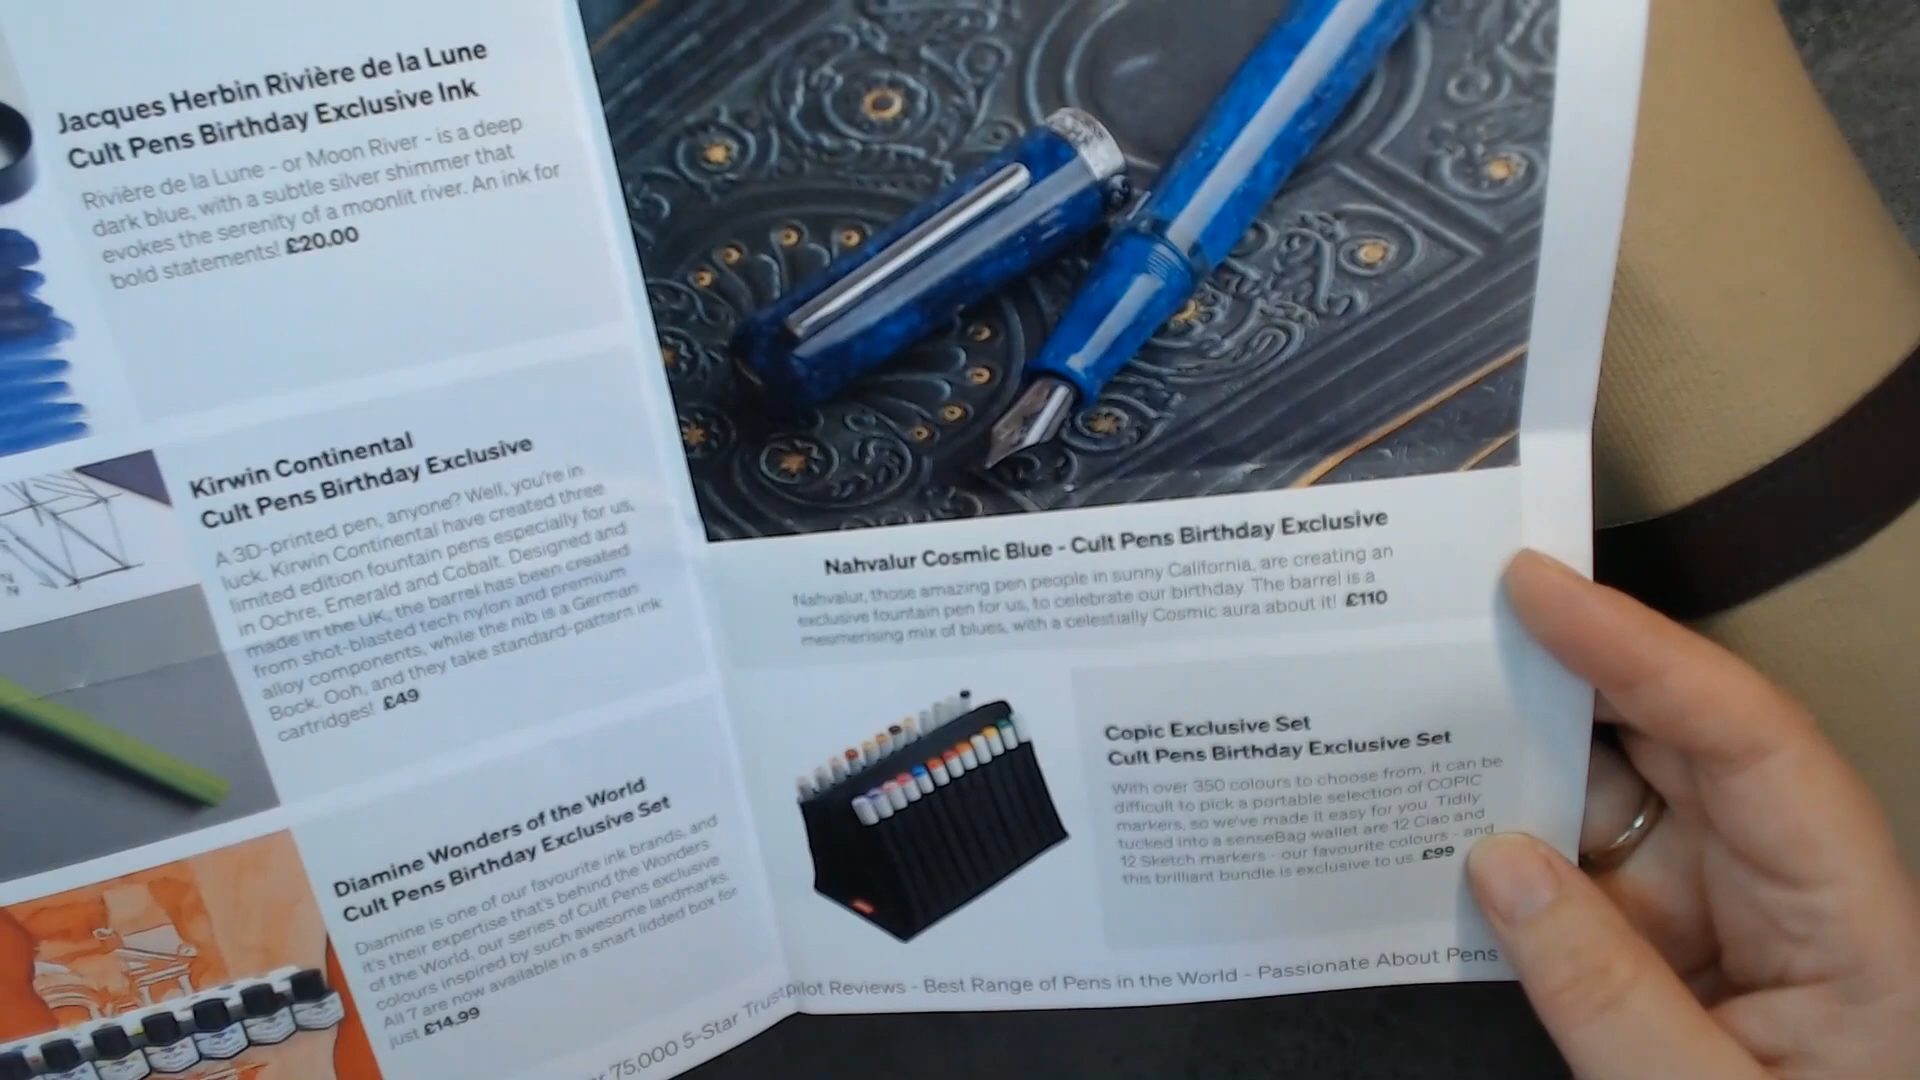 Jacques Herbin Rivière de la Lune
Cult Pens Birthday Exclusive Ink
Rivière de la Lune - or Moon River - is a deep
dark blue, with a subtle silver shimmer that
evokes the serenity of a moonlit river. An ink for
bold statements! £20.00
Kirwin Continental
Cult Pens Birthday Exclusive
A 3D-printed pen, anyone? Well, you're in
luck. Kirwin Continental have created three
limited edition fountain pens especially for us,
in Ochre, Emerald and Cobalt. Designed and
made in the UK, the barrel has been created
from shot-blasted tech nylon and premium
alloy components, while the nib is a German
Bock. Ooh, and they take standard-pattern ink
cartridges! £49
Diamine Wonders of the World
Cult Pens Birthday Exclusive Set
Diamine is one of our favourite ink brands, and
it's their expertise that's behind the Wonders
of the World, our series of Cult Pens exclusive
colours inspired by such awesome landmarks.
All 7 are now available in a smart lidded box for
just £14.99
Nahvalur Cosmic Blue - Cult Pens Birthday Exclusive
Nahvalur, those amazing pen people in sunny California, are creating an
exclusive fountain pen for us, to celebrate our birthday. The barrel is a
mesmerising mix of blues, with a celestially Cosmic aura about it! £110
Copic Exclusive Set
Cult Pens Birthday Exclusive Set
With over 350 colours to choose from, it can be
difficult to pick a portable selection of COPIC
markers, so we've made it easy for you. Tidily
tucked into a senseBag wallet are 12 Ciao and
12 Sketch markers - our favourite colours - and
this brilliant bundle is exclusive to us. £99
75,000 5-Star Trustpilot Reviews - Best Range of Pens in the World - Passionate About Pens